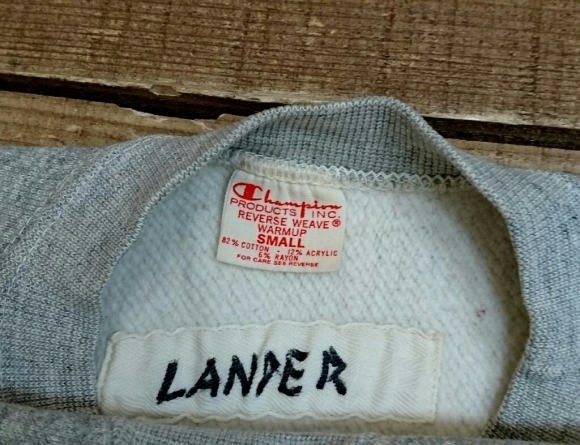 Champion
PRODUCTS INC.
REVERSE WEAVE®
WARMUP
SMALL
82% COTTON - 12% ACRYLIC
6% RAYON
FOR CARE SEE REVERSE
LANDER